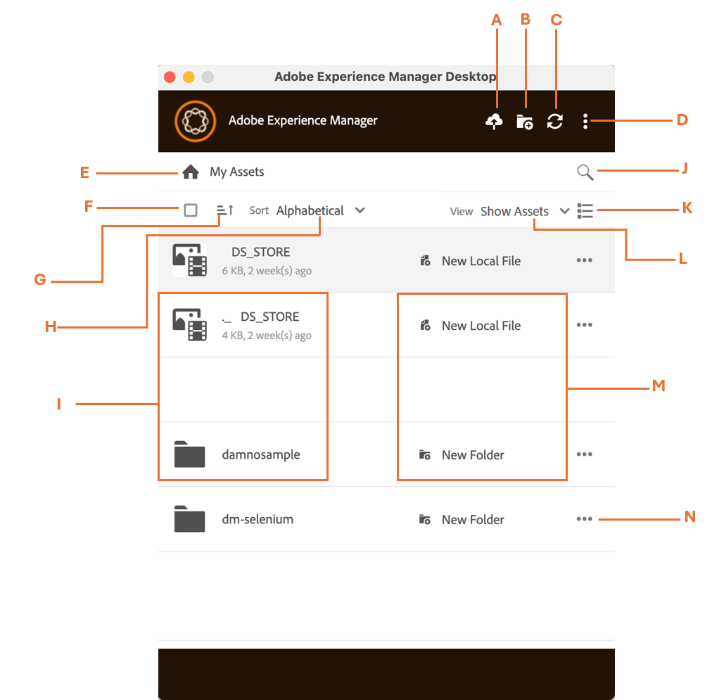 A B C
Adobe Experience Manager Desktop
Adobe Experience Manager
D
E
My Assets
J
F
Sort Alphabetical
View Show Assets
K
G
DS_STORE
6 KB, 2 week(s) ago
New Local File
L
H
._ DS_STORE
4 KB, 2 week(s) ago
New Local File
I
M
damnosample
New Folder
dm-selenium
New Folder
N